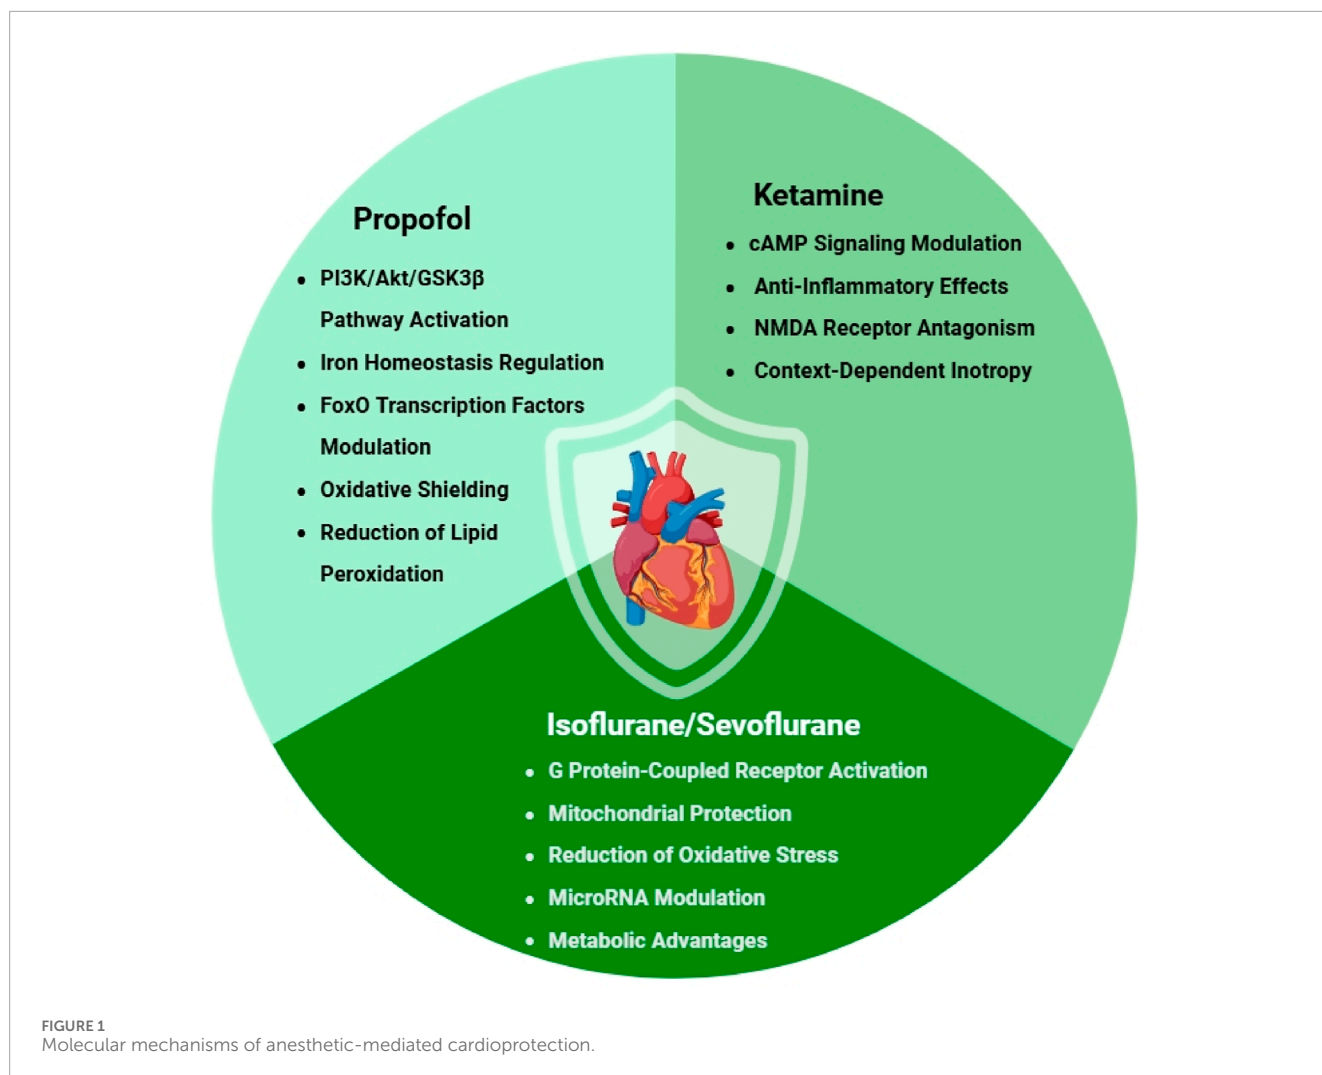 Propofol
• PI3K/Akt/GSK3β
Pathway Activation
• Iron Homeostasis Regulation
• FoxO Transcription Factors
Modulation
• Oxidative Shielding
• Reduction of Lipid
Peroxidation
Ketamine
• cAMP Signaling Modulation
• Anti-Inflammatory Effects
• NMDA Receptor Antagonism
• Context-Dependent Inotropy
Isoflurane/Sevoflurane
• G Protein-Coupled Receptor Activation
• Mitochondrial Protection
• Reduction of Oxidative Stress
• MicroRNA Modulation
• Metabolic Advantages
FIGURE 1
Molecular mechanisms of anesthetic-mediated cardioprotection.